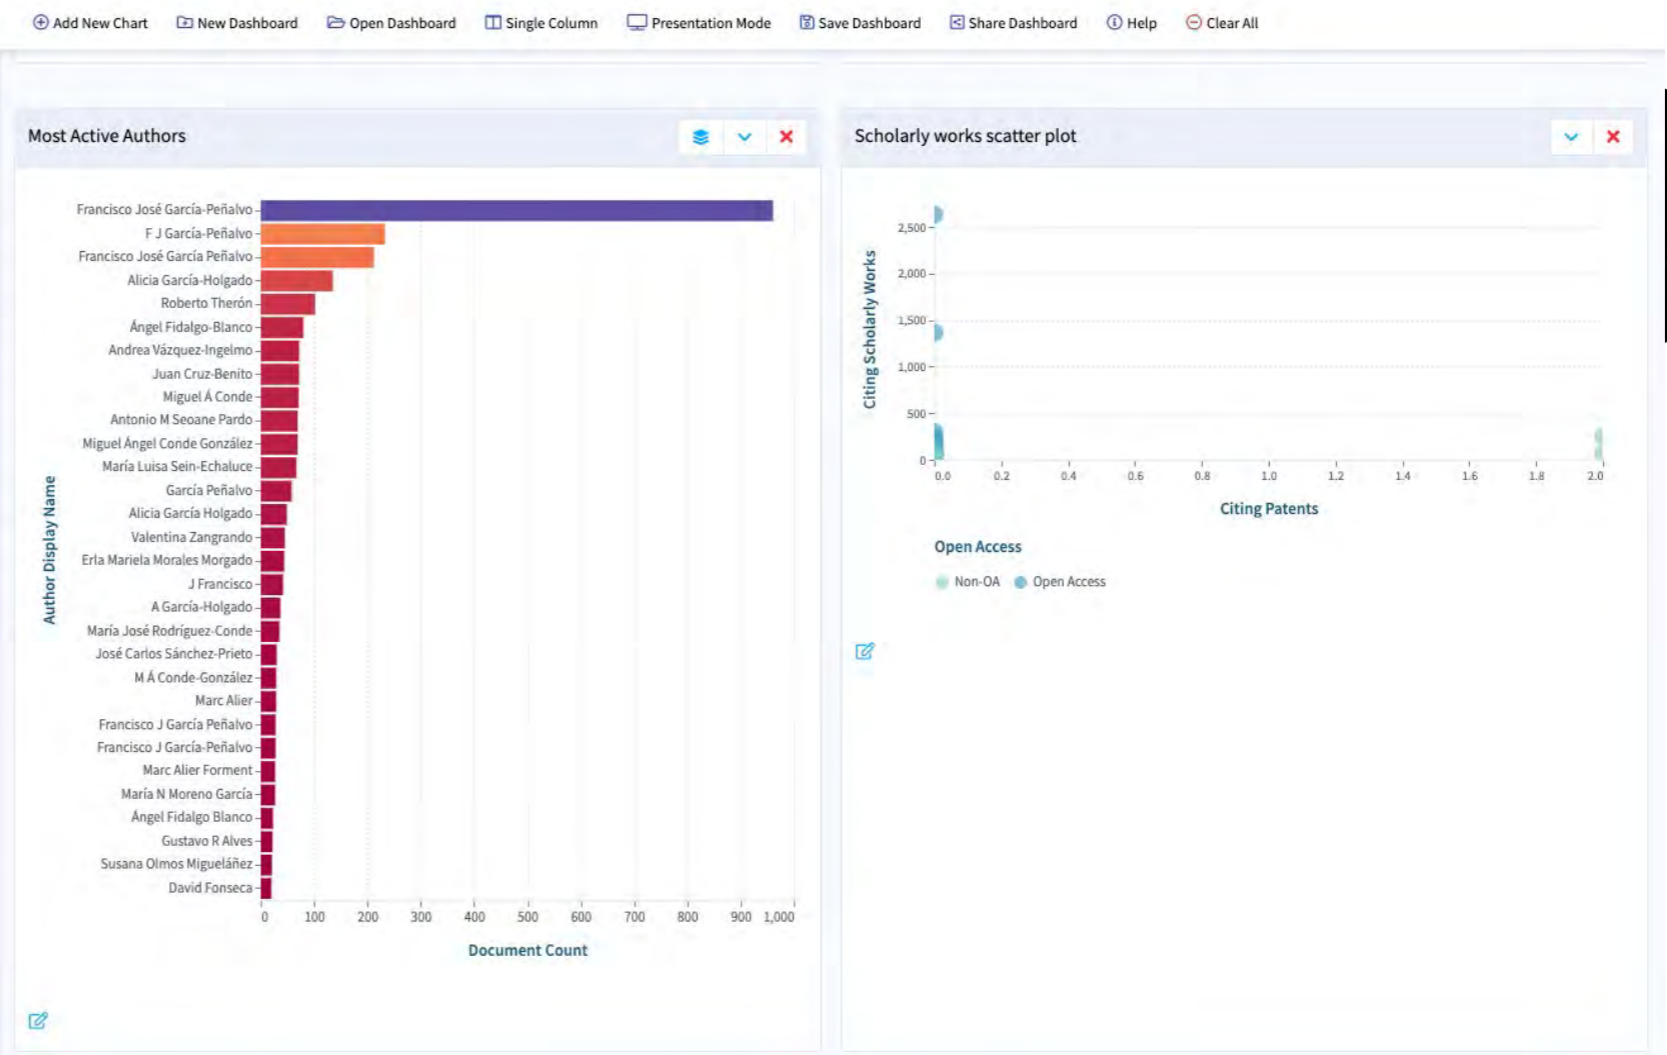 Add New Chart New Dashboard Open Dashboard Single Column Presentation Mode Save Dashboard Share Dashboard Help Clear All
Most Active Authors
Author Display Name
Francisco José García-Peñalvo
F J García-Peñalvo
Francisco José García Peñalvo
Alicia García-Holgado
Roberto Therón
Ángel Fidalgo-Blanco
Andrea Vázquez-Ingelmo
Juan Cruz-Benito
Miguel Á Conde
Antonio M Seoane Pardo
Miguel Ángel Conde González
María Luisa Sein-Echaluce
García Peñalvo
Alicia García Holgado
Valentina Zangrando
Erla Mariela Morales Morgado
J Francisco
A García-Holgado
María José Rodríguez-Conde
José Carlos Sánchez-Prieto
M Á Conde-González
Marc Alier
Francisco J García Peñalvo
Francisco J García-Peñalvo
Marc Alier Forment
María N Moreno García
Ángel Fidalgo Blanco
Gustavo R Alves
Susana Olmos Migueláñez
David Fonseca
0 100 200 300 400 500 600 700 800 900 1,000
Document Count
Scholarly works scatter plot
Citing Scholarly Works
2,500
2,000
1,500
1,000
500
0
0.0 0.2 0.4 0.6 0.8 1.0 1.2 1.4 1.6 1.8 2.0
Citing Patents
Open Access
Non-OA Open Access